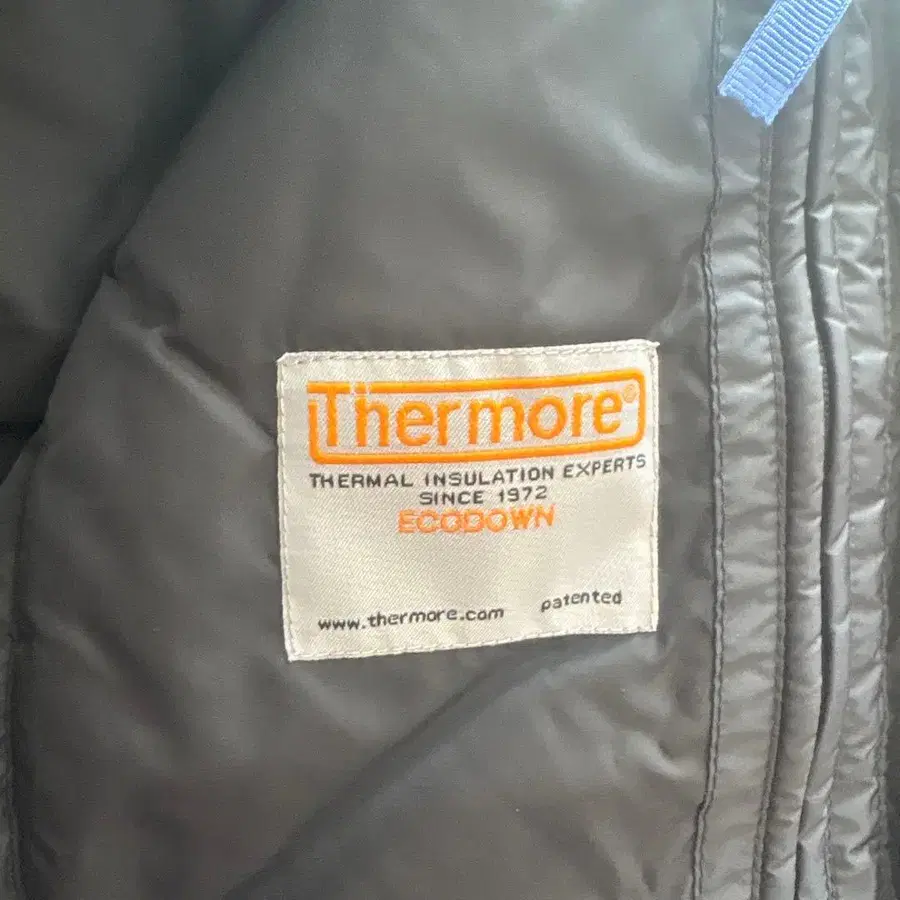 Thermore®
THERMAL INSULATION EXPERTS
SINCE 1972
ECODOWN
www.thermore.com patented